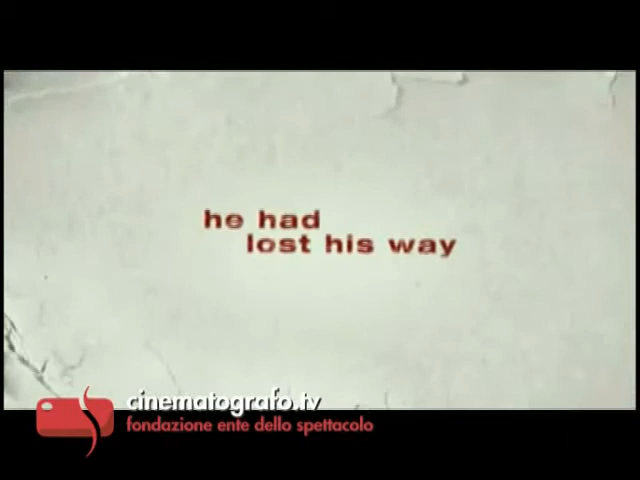 he had
lost his way
cinematografo.tv
fondazione ente dello spettacolo